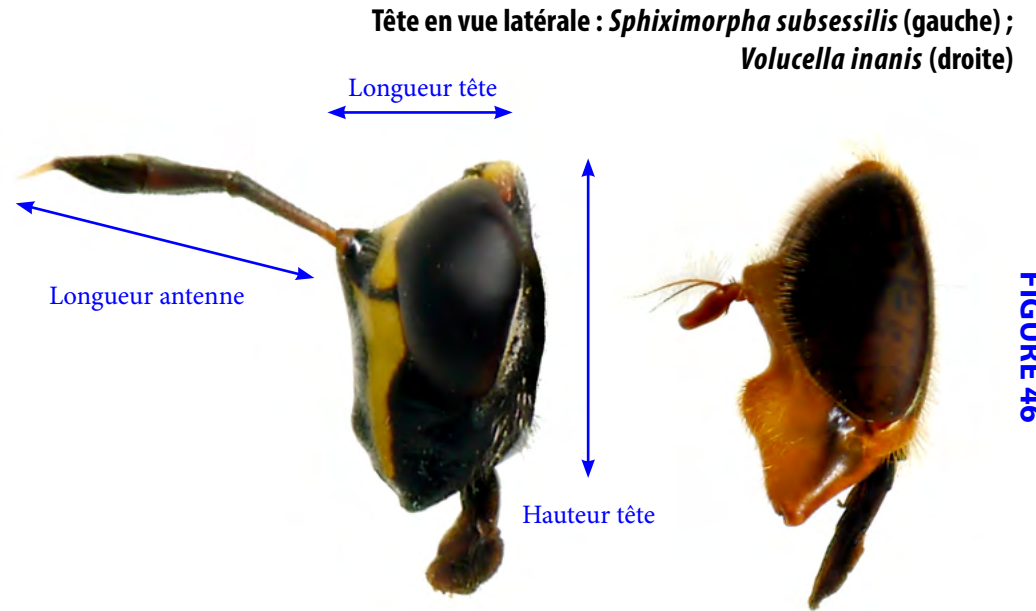 Tête en vue latérale : Sphiximorpha subsessilis (gauche) ;
Volucella inanis (droite)
Longueur tête
Longueur antenne
Hauteur tête
FIGURE 46